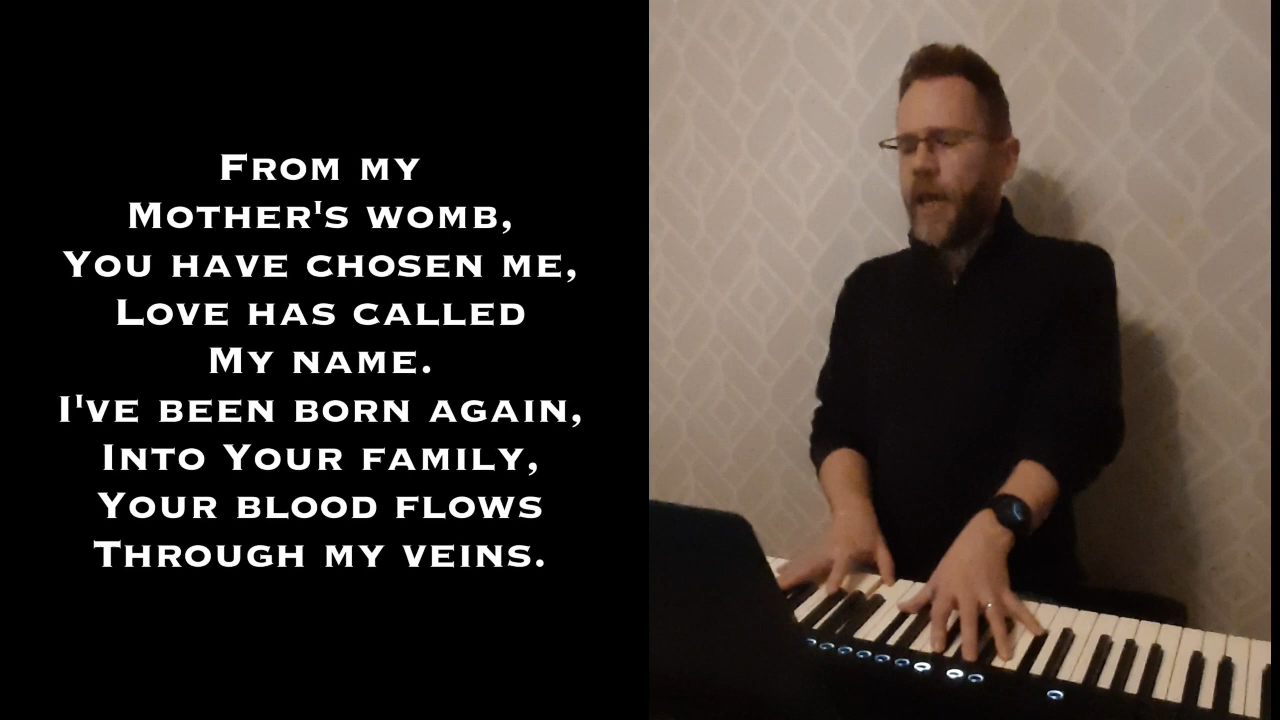 From my
Mother's womb,
You have chosen me,
Love has called
My name.
I've been born again,
Into Your family,
Your blood flows
Through my veins.